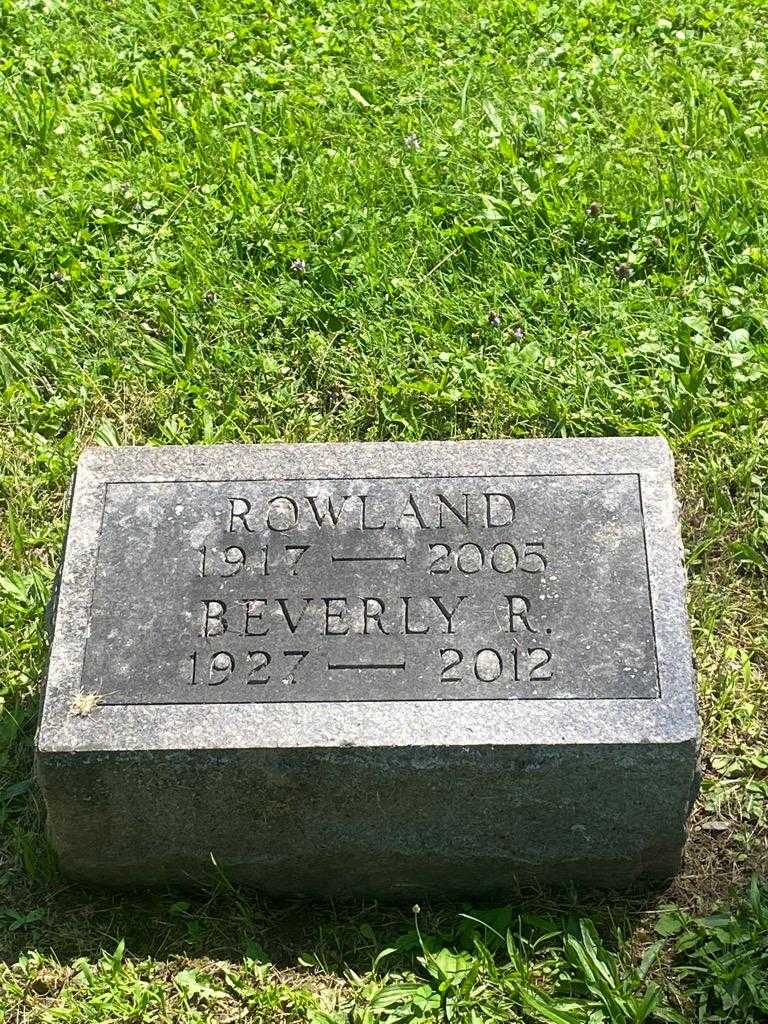 ROWLAND
1917 — 2005
BEVERLY R.
1927 — 2012